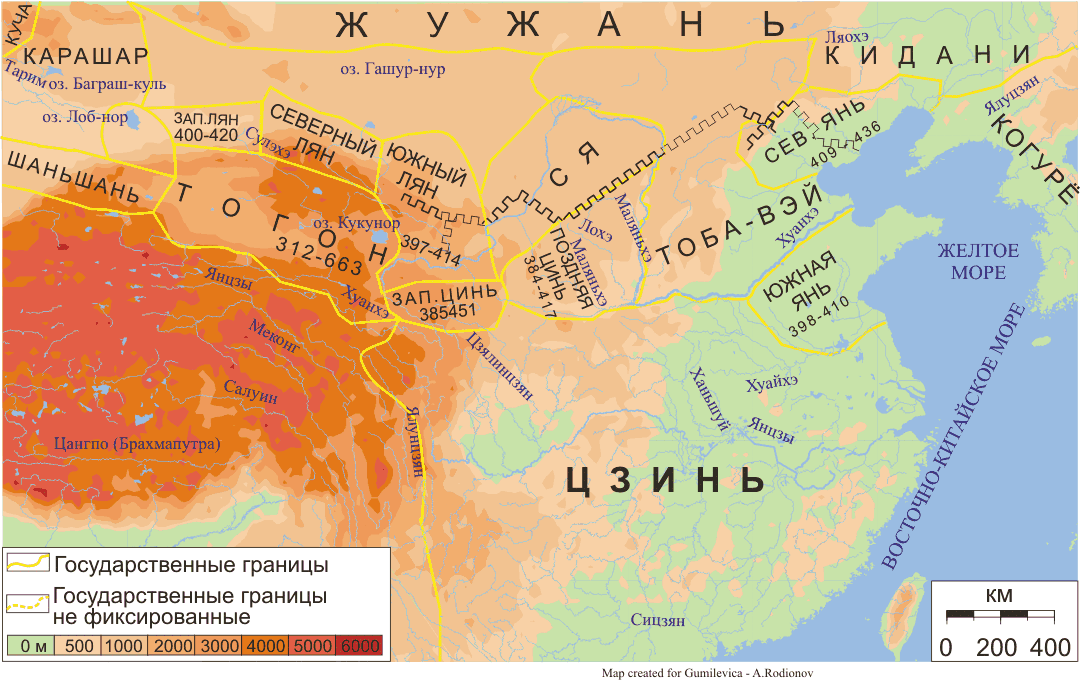 Ж У Ж А Н Ь
КУЧА
КАРАШАР
Тарим
оз. Баграш-куль
оз. Лоб-нор
оз. Гашур-нур
Ляохэ
К И Д А Н И
Ялуцзян
КОГУРЁ
ЗАП.ЛЯН
400-420
Сулэхэ
СЕВЕРНЫЙ
ЛЯН
ЮЖНЫЙ
ЛЯН
397-414
С Я
СЕВ. ЯНЬ
409-436
ШАНЬШАНЬ
Т О Г О Н
312-663
оз. Кукунор
ЗАП.ЦИНЬ
385451
ПОЗДНЯЯ
ЦИНЬ
384-417
Лохэ
Маляньхэ
Маляньхэ
ТОБА-ВЭЙ
Хуанхэ
ЮЖНАЯ
ЯНЬ
398-410
ЖЕЛТОЕ
МОРЕ
Янцзы
Хуанхэ
Меконг
Салуин
Цангпо (Брахмапутра)
Цзялинцзян
Ялунцзян
Ханьшуй
Хуайхэ
Янцзы
Ц З И Н Ь
ВОСТОЧНО-КИТАЙСКОЕ МОРЕ
Сицзян
Государственные границы
Государственные границы
не фиксированные
0 м 500 1000 2000 3000 4000 5000 6000
КМ
0 200 400
Map created for Gumilevica - A.Rodionov